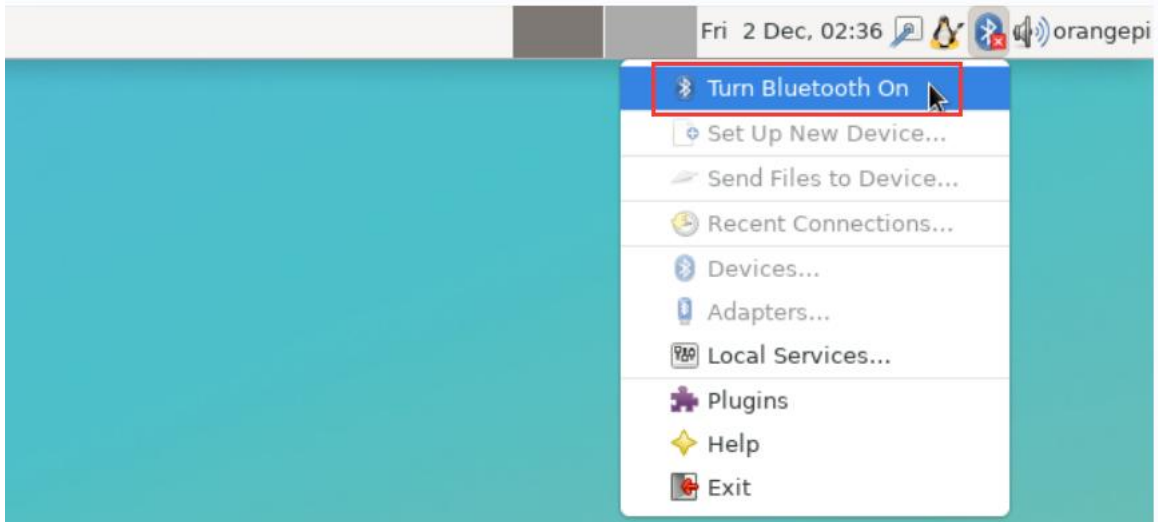 Fri 2 Dec, 02:36 orangepi
Turn Bluetooth On
Set Up New Device...
Send Files to Device...
Recent Connections...
Devices...
Adapters...
Local Services...
Plugins
Help
Exit